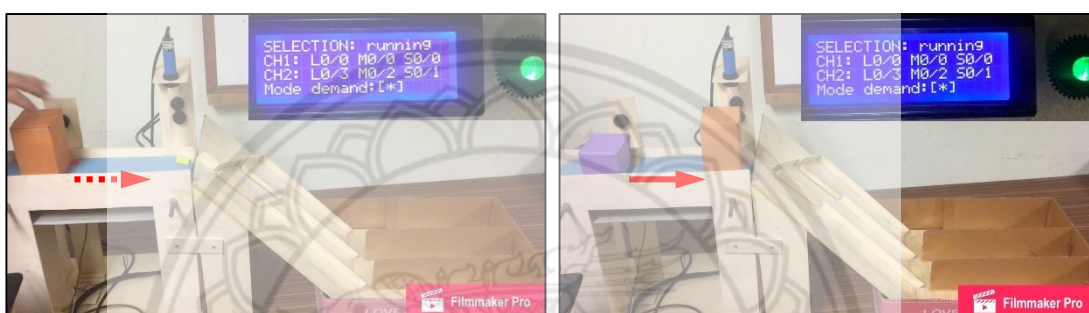 SELECTION: running
CH1: L0/0 M0/0 S0/0
CH2: L0/3 M0/2 S0/1
Mode demand:[*]
LOVE
Filmmaker Pro
SELECTION: running
CH1: L0/0 M0/0 S0/0
CH2: L0/3 M0/2 S0/1
Mode demand:[*]
LOVE
Filmmaker Pro